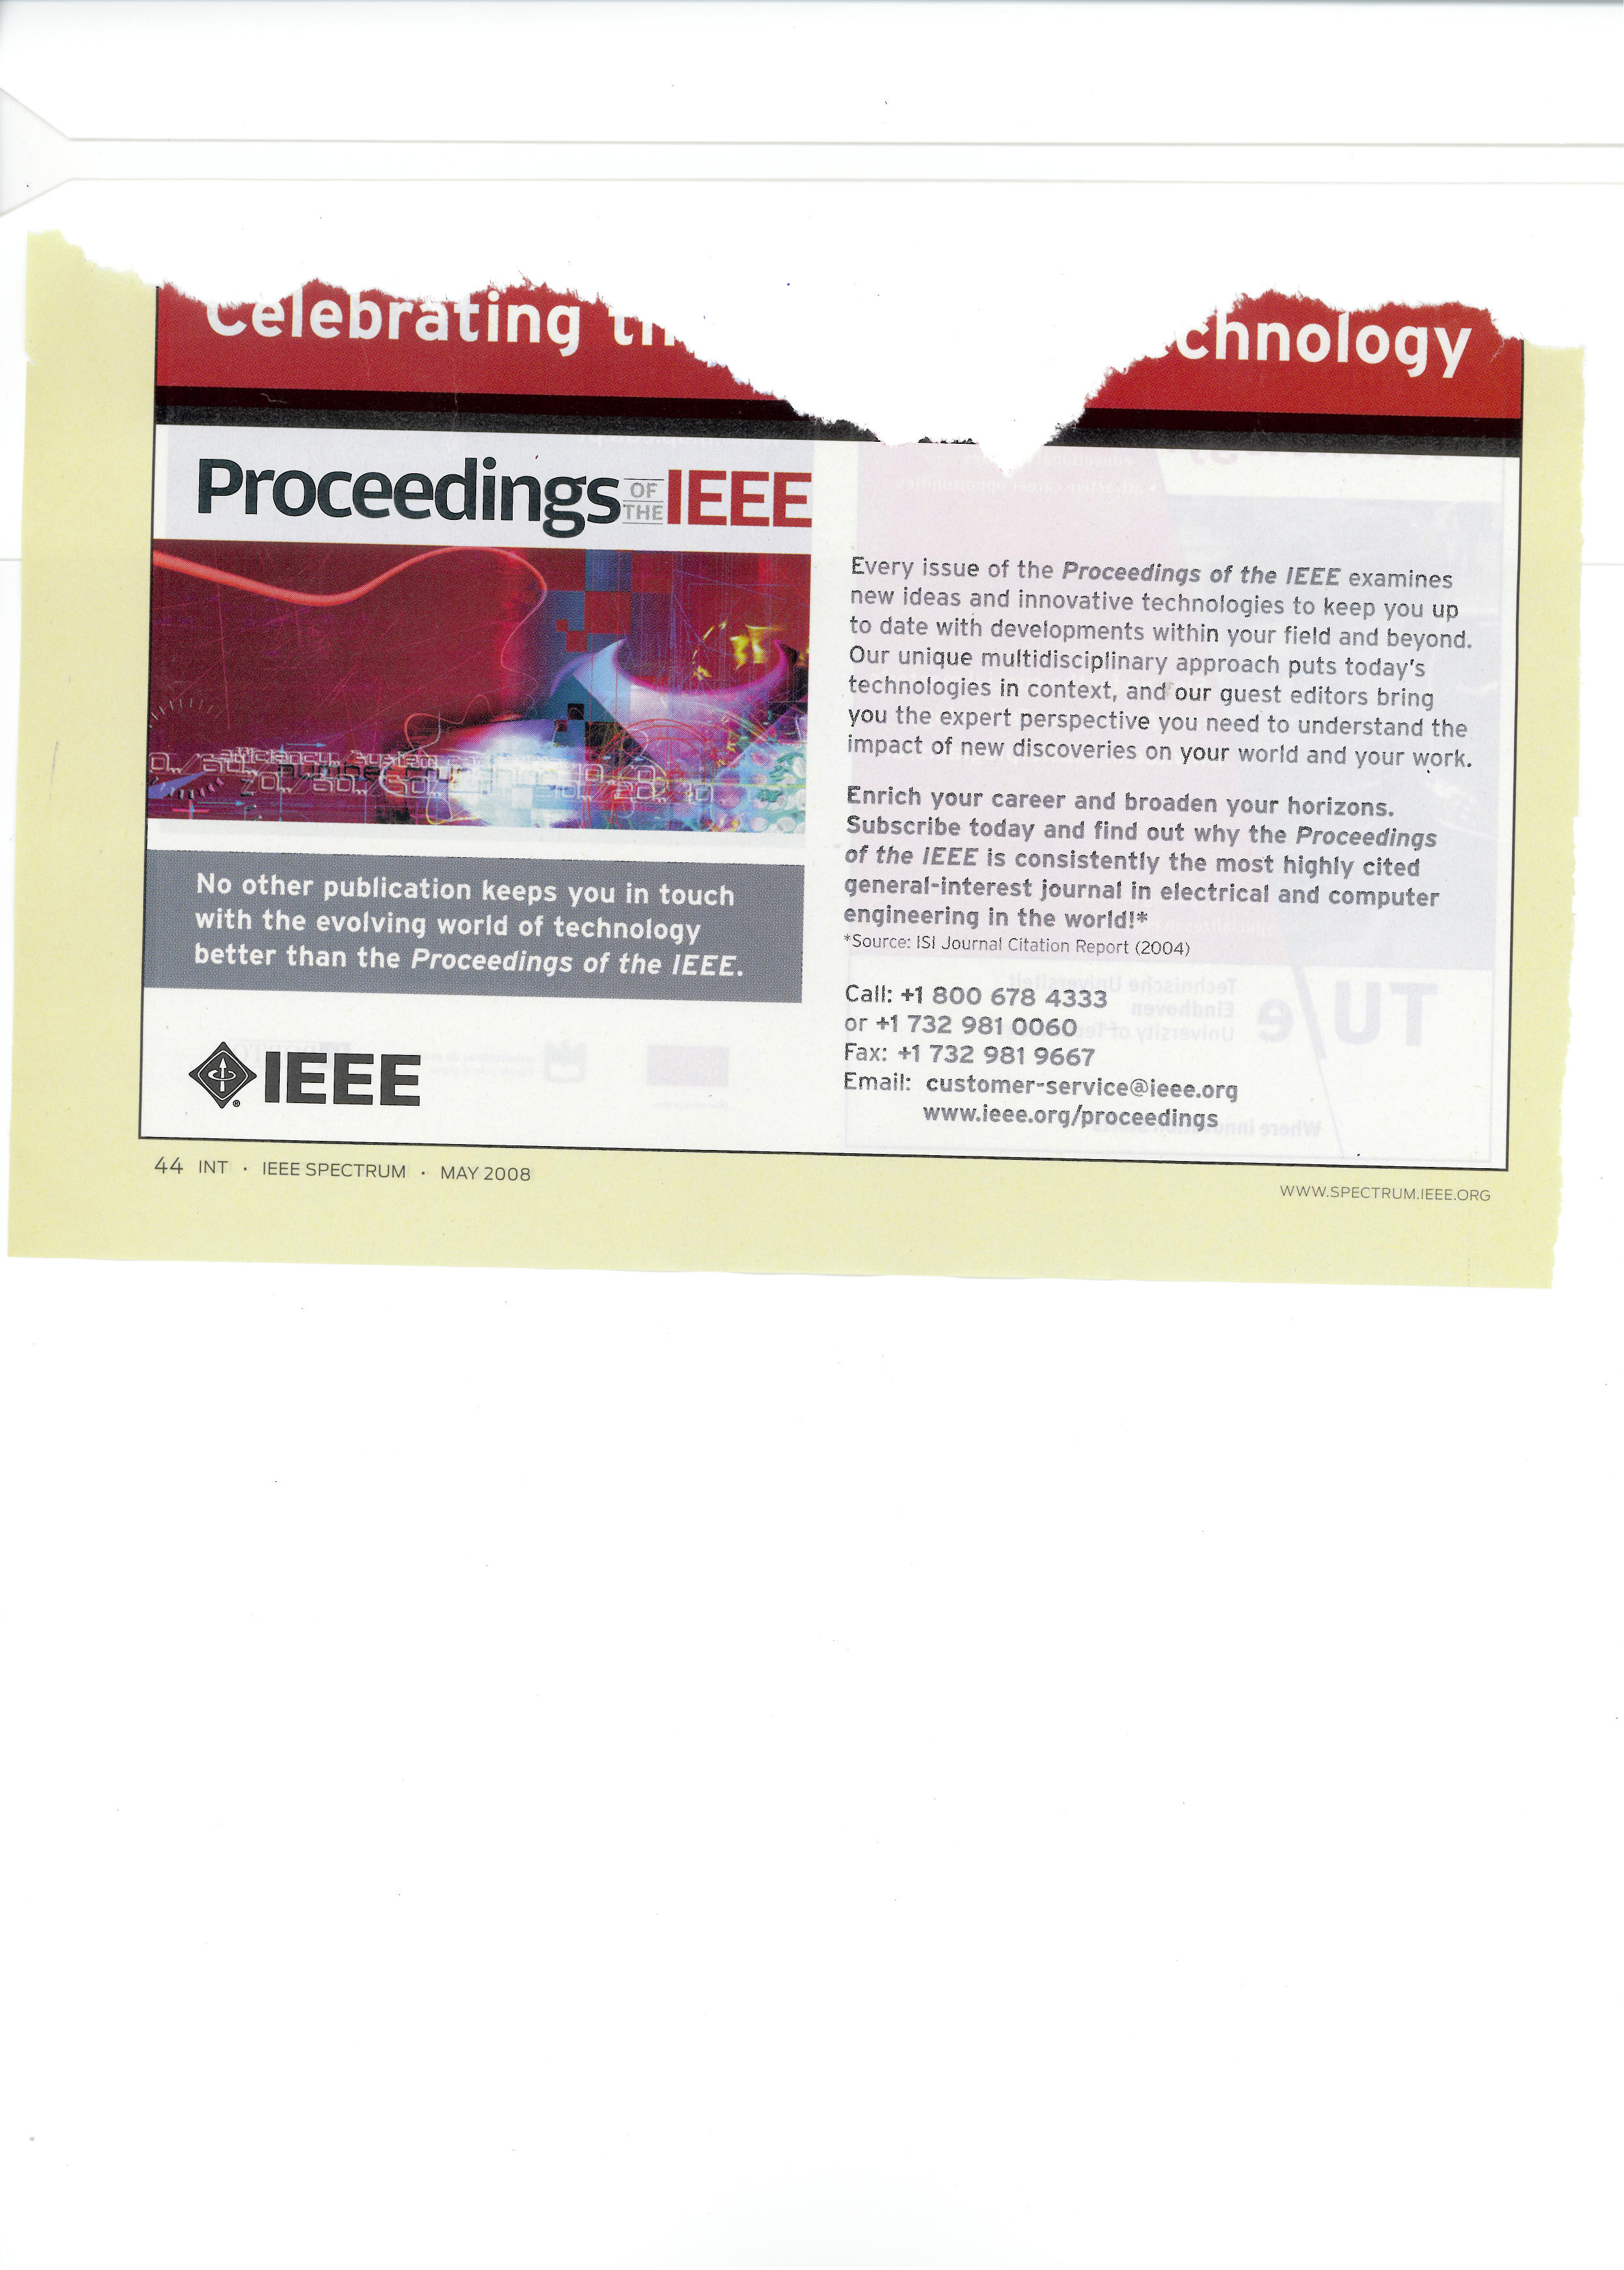 Celebrating
Proceedings OF THE IEEE
No other publication keeps you in touch
with the evolving world of technology
better than the Proceedings of the IEEE.
IEEE
Every issue of the Proceedings of the IEEE examines
new ideas and innovative technologies to keep you up
to date with developments within your field and beyond.
Our unique multidisciplinary approach puts today's
technologies in context, and our guest editors bring
you the expert perspective you need to understand the
impact of new discoveries on your world and your work.
Enrich your career and broaden your horizons.
Subscribe today and find out why the Proceedings
of the IEEE is consistently the most highly cited
general-interest journal in electrical and computer
engineering in the world!*
*Source: ISI Journal Citation Report (2004)
Call: +1 800 678 4333
or +1 732 981 0060
Fax: +1 732 981 9667
Email: customer-service@ieee.org
www.ieee.org/proceedings
44 INT · IEEE SPECTRUM · MAY 2008
WWW.SPECTRUM.IEEE.ORG